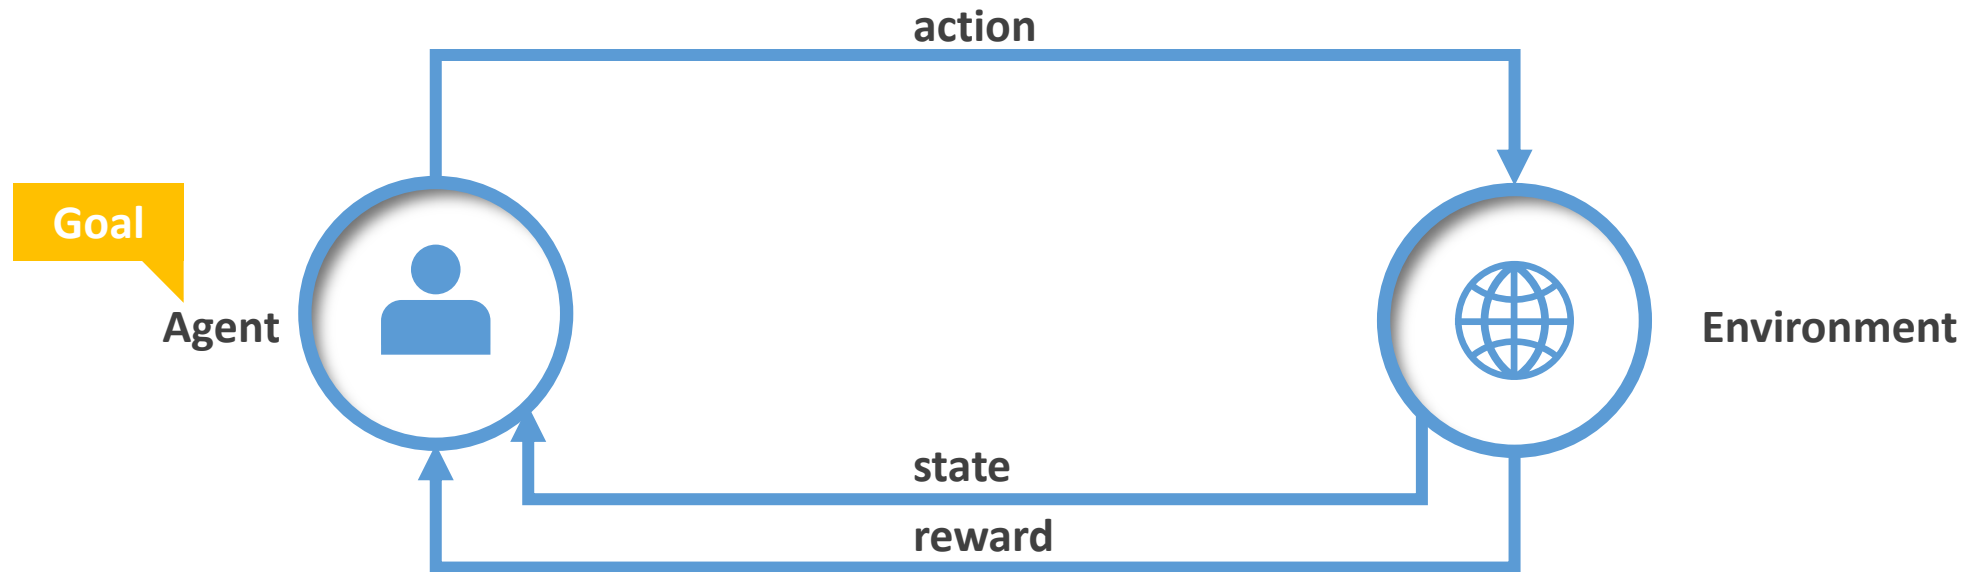 action
Goal
Agent
Environment
state
reward